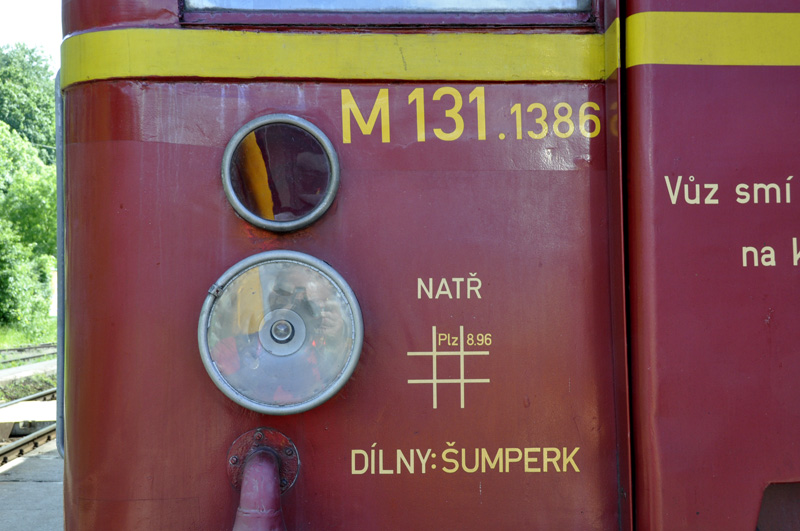 M 131.1386
Vůz smí
na
NATŘ
Plz 8.96
DÍLNY: ŠUMPERK